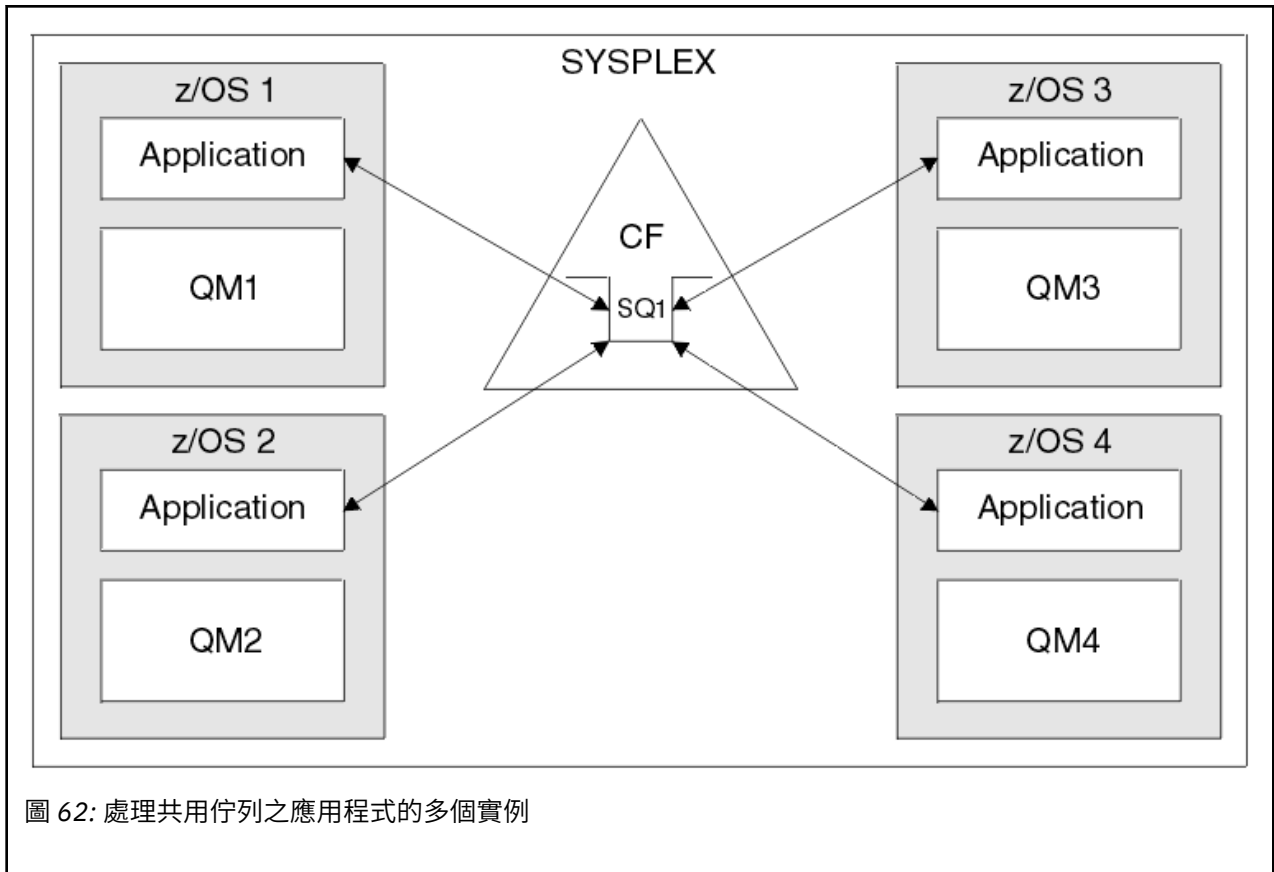 SYSPLEX
z/OS 1
Application
QM1
z/OS 2
Application
QM2
CF
SQ1
z/OS 3
Application
QM3
z/OS 4
Application
QM4
圖 62: 處理共用佇列之應用程式的多個實例